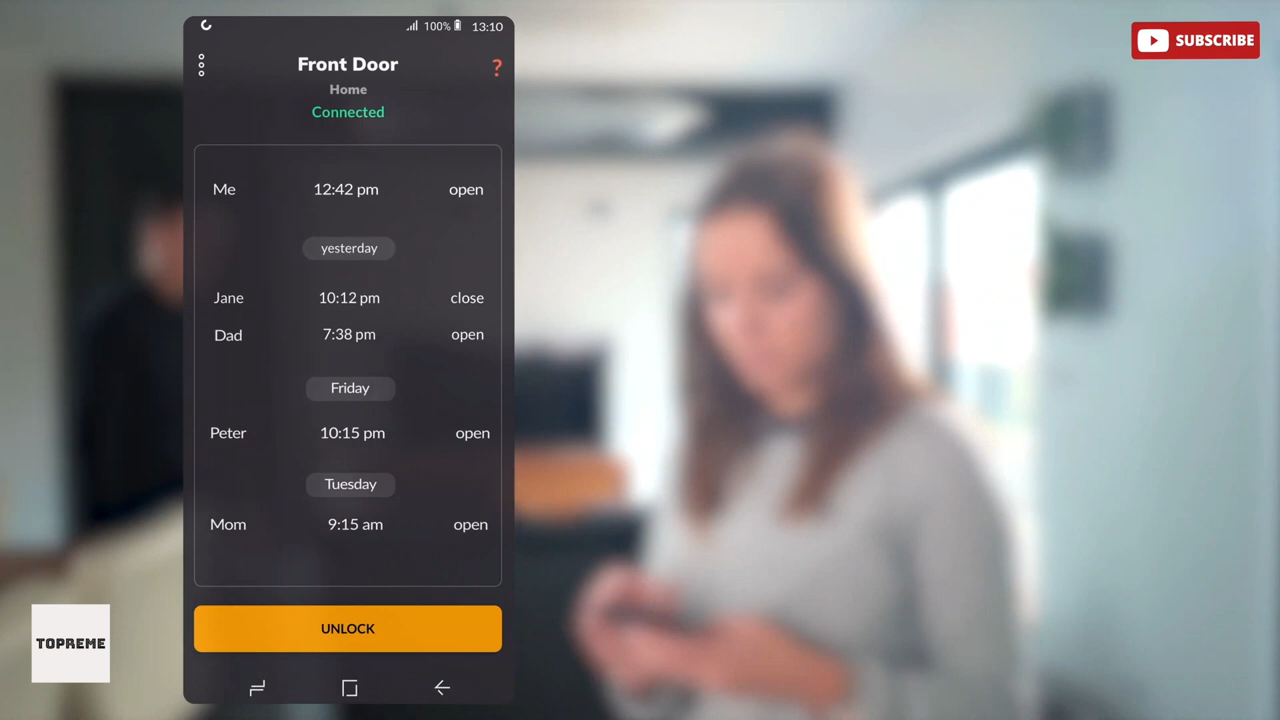 100% 13:10
Front Door ?
Home
Connected
Me 12:42 pm open
yesterday
Jane 10:12 pm close
Dad 7:38 pm open
Friday
Peter 10:15 pm open
Tuesday
Mom 9:15 am open
UNLOCK
SUBSCRIBE
TOPREME